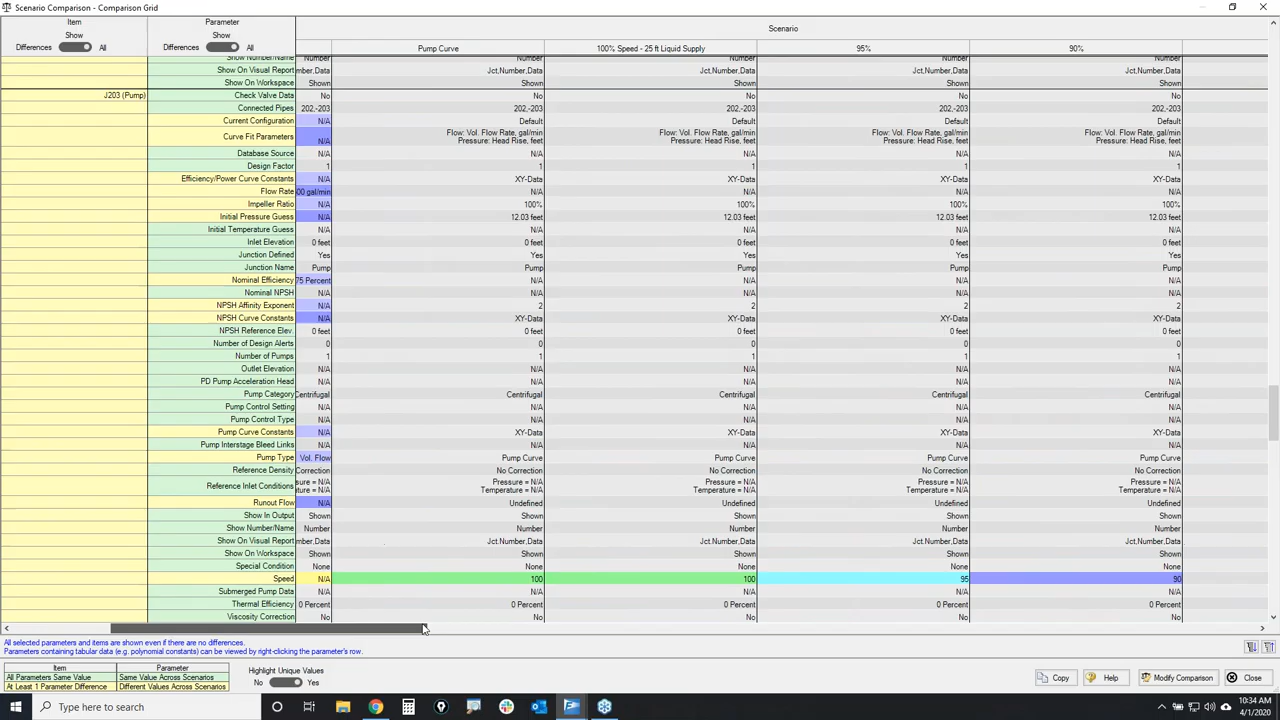 Scenario Comparison - Comparison Grid
Item Parameter
Show Show Scenario
Differences All Differences All Pump Curve 100% Speed - 25 ft Liquid Supply 95% 90%
Show Number/Name Number Number Number Number Number
Show On Visual Report mber,Data Jct.Number,Data Jct.Number,Data Jct.Number,Data Jct.Number,Data
Show On Workspace Shown Shown Shown Shown Shown
J203 (Pump) Check Valve Data No No No No No
Connected Pipes 202,-203 202,-203 202,-203 202,-203 202,-203
Current Configuration N/A Default Default Default Default
Curve Fit Parameters N/A Flow: Vol. Flow Rate, gal/min Flow: Vol. Flow Rate, gal/min Flow: Vol. Flow Rate, gal/min Flow: Vol. Flow Rate, gal/min
Pressure: Head Rise, feet Pressure: Head Rise, feet Pressure: Head Rise, feet Pressure: Head Rise, feet
Database Source N/A N/A N/A N/A N/A
Design Factor 1 1 1 1 1
Efficiency/Power Curve Constants N/A XY-Data XY-Data XY-Data XY-Data
Flow Rate 00 gal/min N/A N/A N/A N/A
Impeller Ratio N/A 100% 100% 100% 100%
Initial Pressure Guess N/A 12.03 feet 12.03 feet 12.03 feet 12.03 feet
Initial Temperature Guess N/A N/A N/A N/A N/A
Inlet Elevation 0 feet 0 feet 0 feet 0 feet 0 feet
Junction Defined Yes Yes Yes Yes Yes
Junction Name Pump Pump Pump Pump Pump
Nominal Efficiency 75 Percent N/A N/A N/A N/A
Nominal NPSH N/A N/A N/A N/A N/A
NPSH Affinity Exponent N/A 2 2 2 2
NPSH Curve Constants N/A XY-Data XY-Data XY-Data XY-Data
NPSH Reference Elev. 0 feet 0 feet 0 feet 0 feet 0 feet
Number of Design Alerts 0 0 0 0 0
Number of Pumps 1 1 1 1 1
Outlet Elevation N/A N/A N/A N/A N/A
PD Pump Acceleration Head N/A N/A N/A N/A N/A
Pump Category Centrifugal Centrifugal Centrifugal Centrifugal Centrifugal
Pump Control Setting N/A N/A N/A N/A N/A
Pump Control Type N/A N/A N/A N/A N/A
Pump Curve Constants N/A XY-Data XY-Data XY-Data XY-Data
Pump Interstage Bleed Links N/A N/A N/A N/A N/A
Pump Type Vol. Flow Pump Curve Pump Curve Pump Curve Pump Curve
Reference Density Correction No Correction No Correction No Correction No Correction
Reference Inlet Conditions sure = N/A Pressure = N/A Pressure = N/A Pressure = N/A Pressure = N/A
ature = N/A Temperature = N/A Temperature = N/A Temperature = N/A Temperature = N/A
Runout Flow N/A Undefined Undefined Undefined Undefined
Show In Output Shown Shown Shown Shown Shown
Show Number/Name Number Number Number Number Number
Show On Visual Report mber,Data Jct.Number,Data Jct.Number,Data Jct.Number,Data Jct.Number,Data
Show On Workspace Shown Shown Shown Shown Shown
Special Condition None None None None None
Speed N/A 100 100 95 90
Submerged Pump Data N/A N/A N/A N/A N/A
Thermal Efficiency 0 Percent 0 Percent 0 Percent 0 Percent 0 Percent
Viscosity Correction No No No No No
All selected parameters and items are shown even if there are no differences.
Parameters containing tabular data (e.g. polynomial constants) can be viewed by right-clicking the parameter's row.
Item Parameter Highlight Unique Values
All Parameters Same Value Same Value Across Scenarios No Yes Copy Help Modify Comparison Close
At Least 1 Parameter Difference Different Values Across Scenarios
Type here to search 10:34 AM
4/1/2020